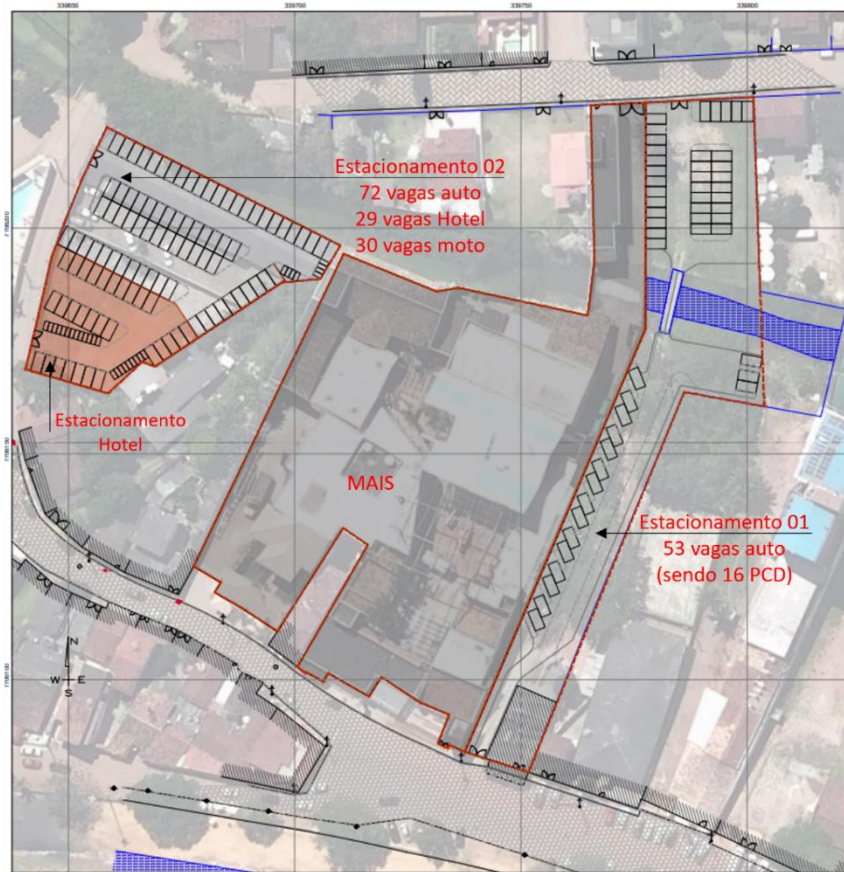 339650
339700
339750
339800
Estacionamento 02
72 vagas auto
29 vagas Hotel
30 vagas moto
Estacionamento
Hotel
MAIS
Estacionamento 01
53 vagas auto
(sendo 16 PCD)
N
W E
S